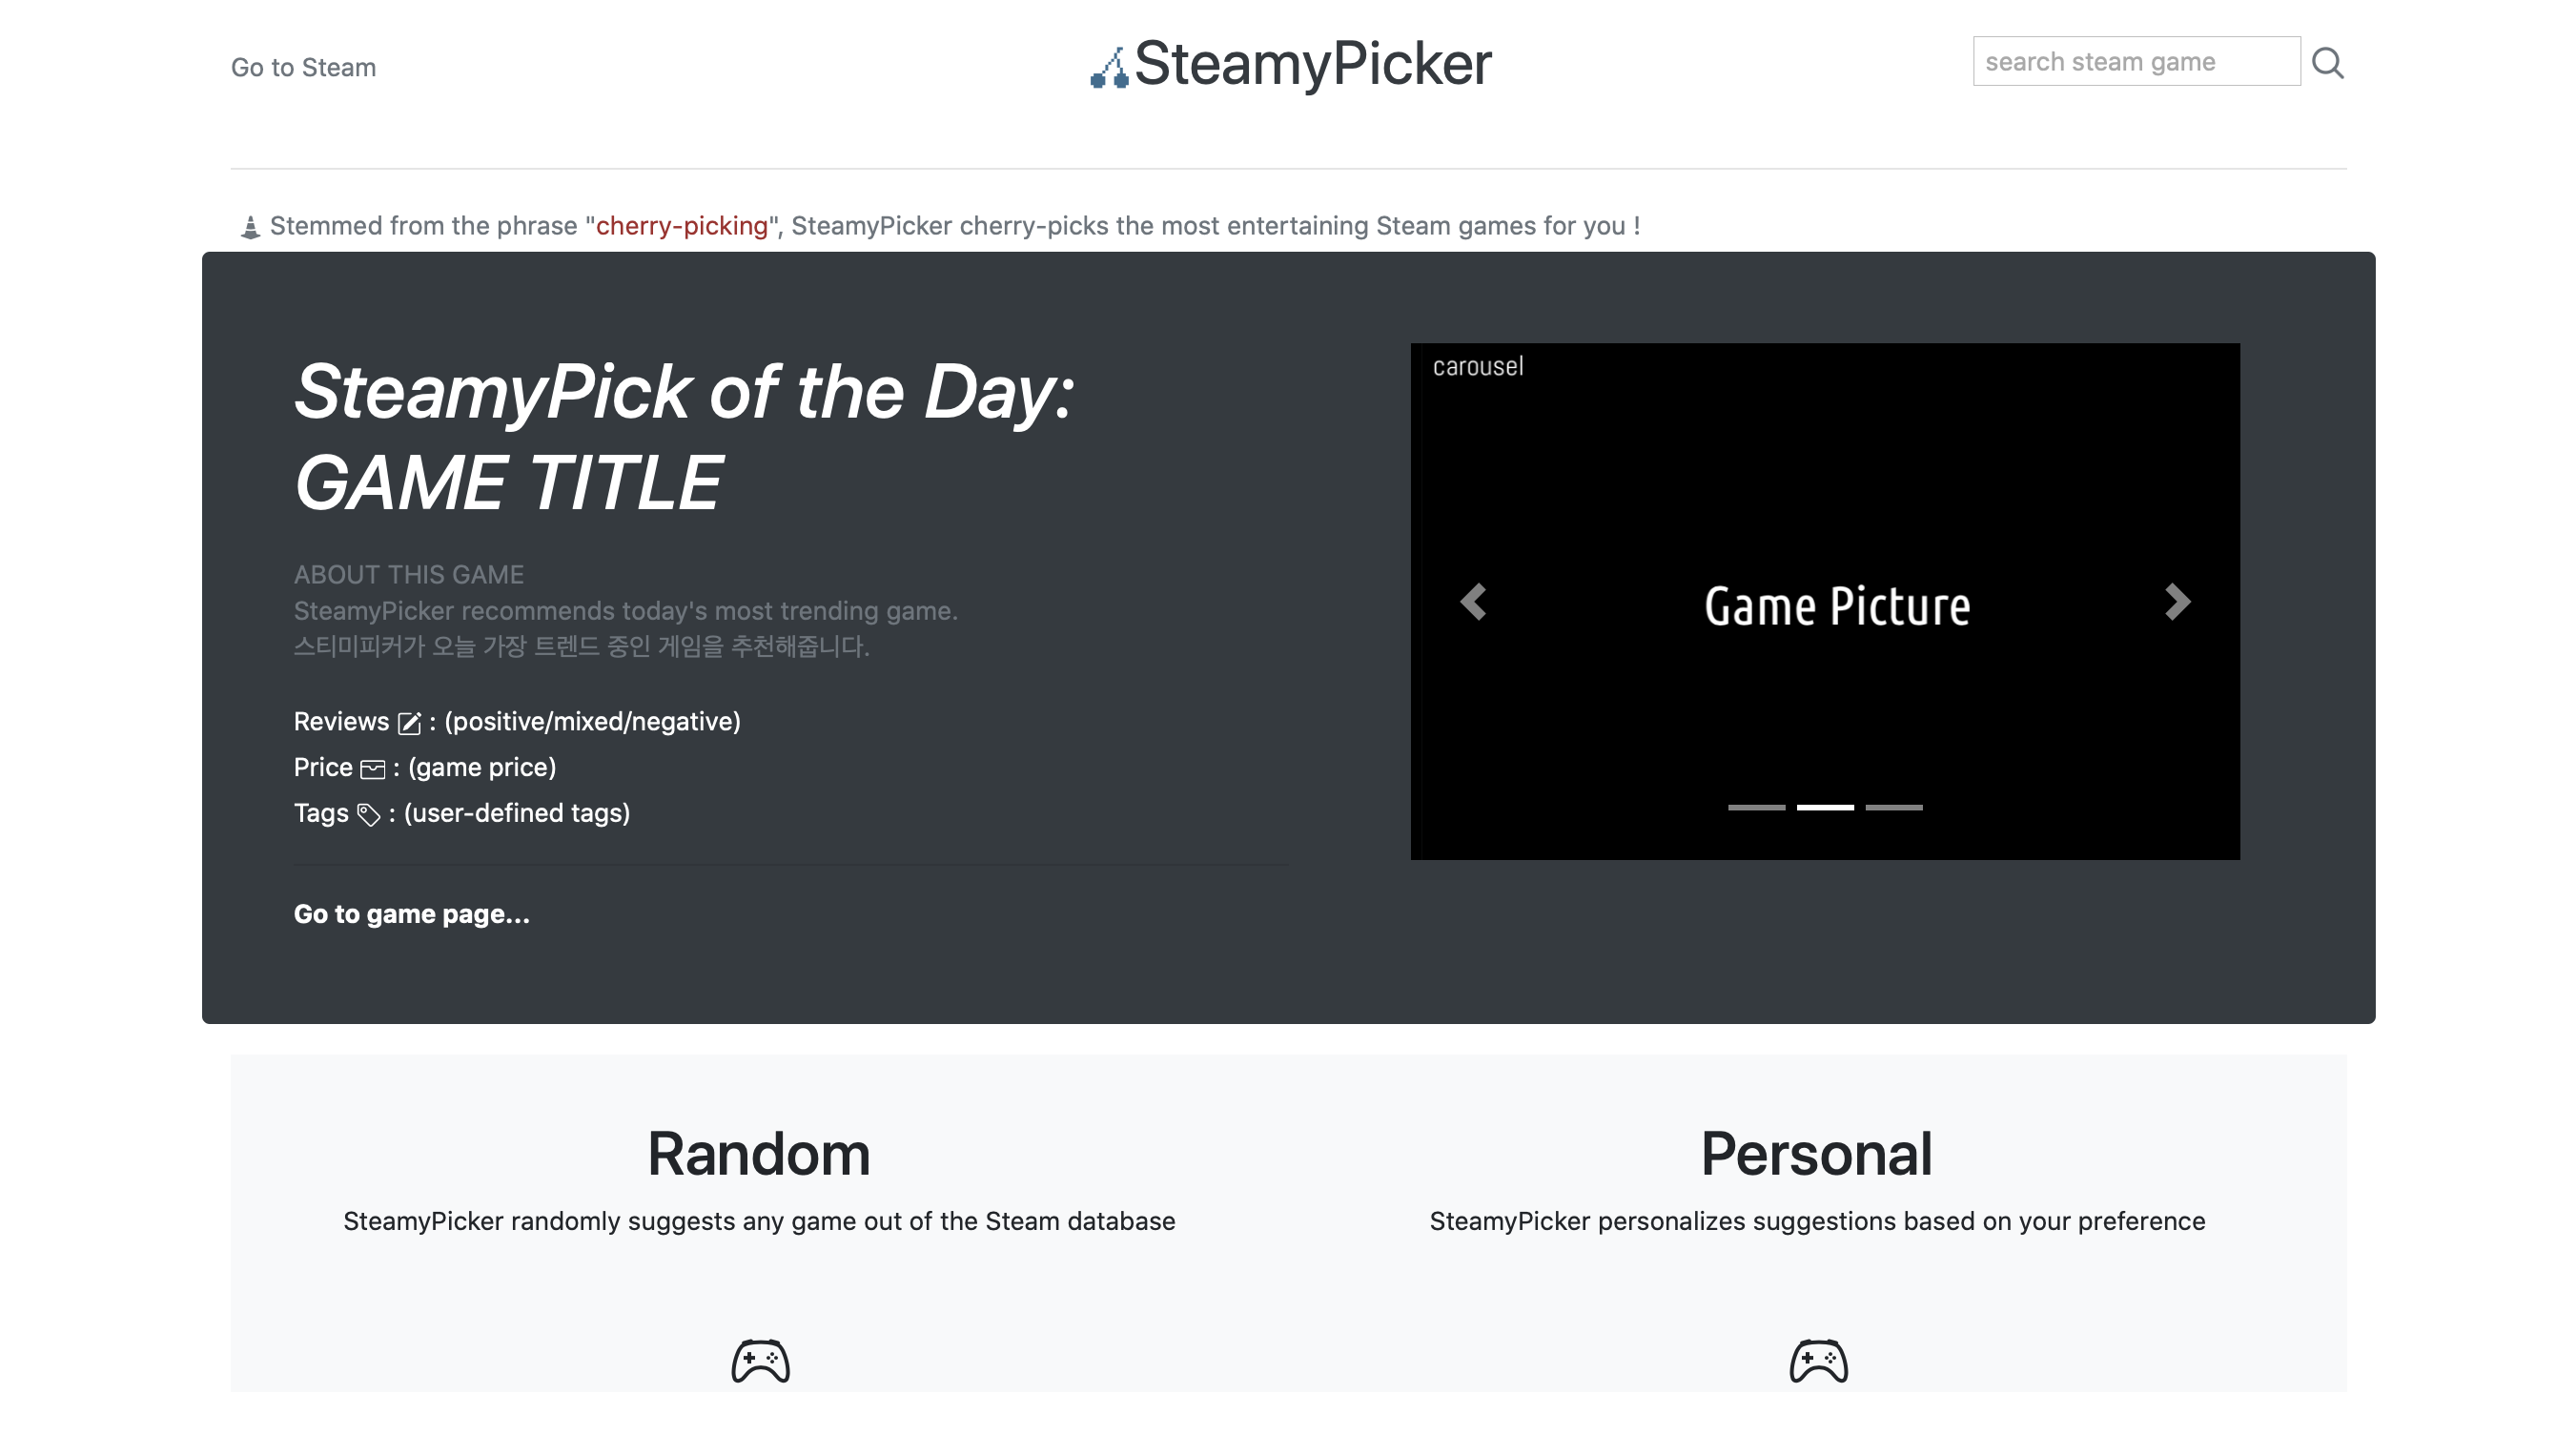 Go to Steam
SteamyPicker
search steam game
Stemmed from the phrase "cherry-picking", SteamyPicker cherry-picks the most entertaining Steam games for you !
SteamyPick of the Day:
GAME TITLE
ABOUT THIS GAME
SteamyPicker recommends today's most trending game.
스티미피커가 오늘 가장 트렌드 중인 게임을 추천해줍니다.
Reviews : (positive/mixed/negative)
Price : (game price)
Tags : (user-defined tags)
Go to game page...
carousel
Game Picture
Random
SteamyPicker randomly suggests any game out of the Steam database
Personal
SteamyPicker personalizes suggestions based on your preference